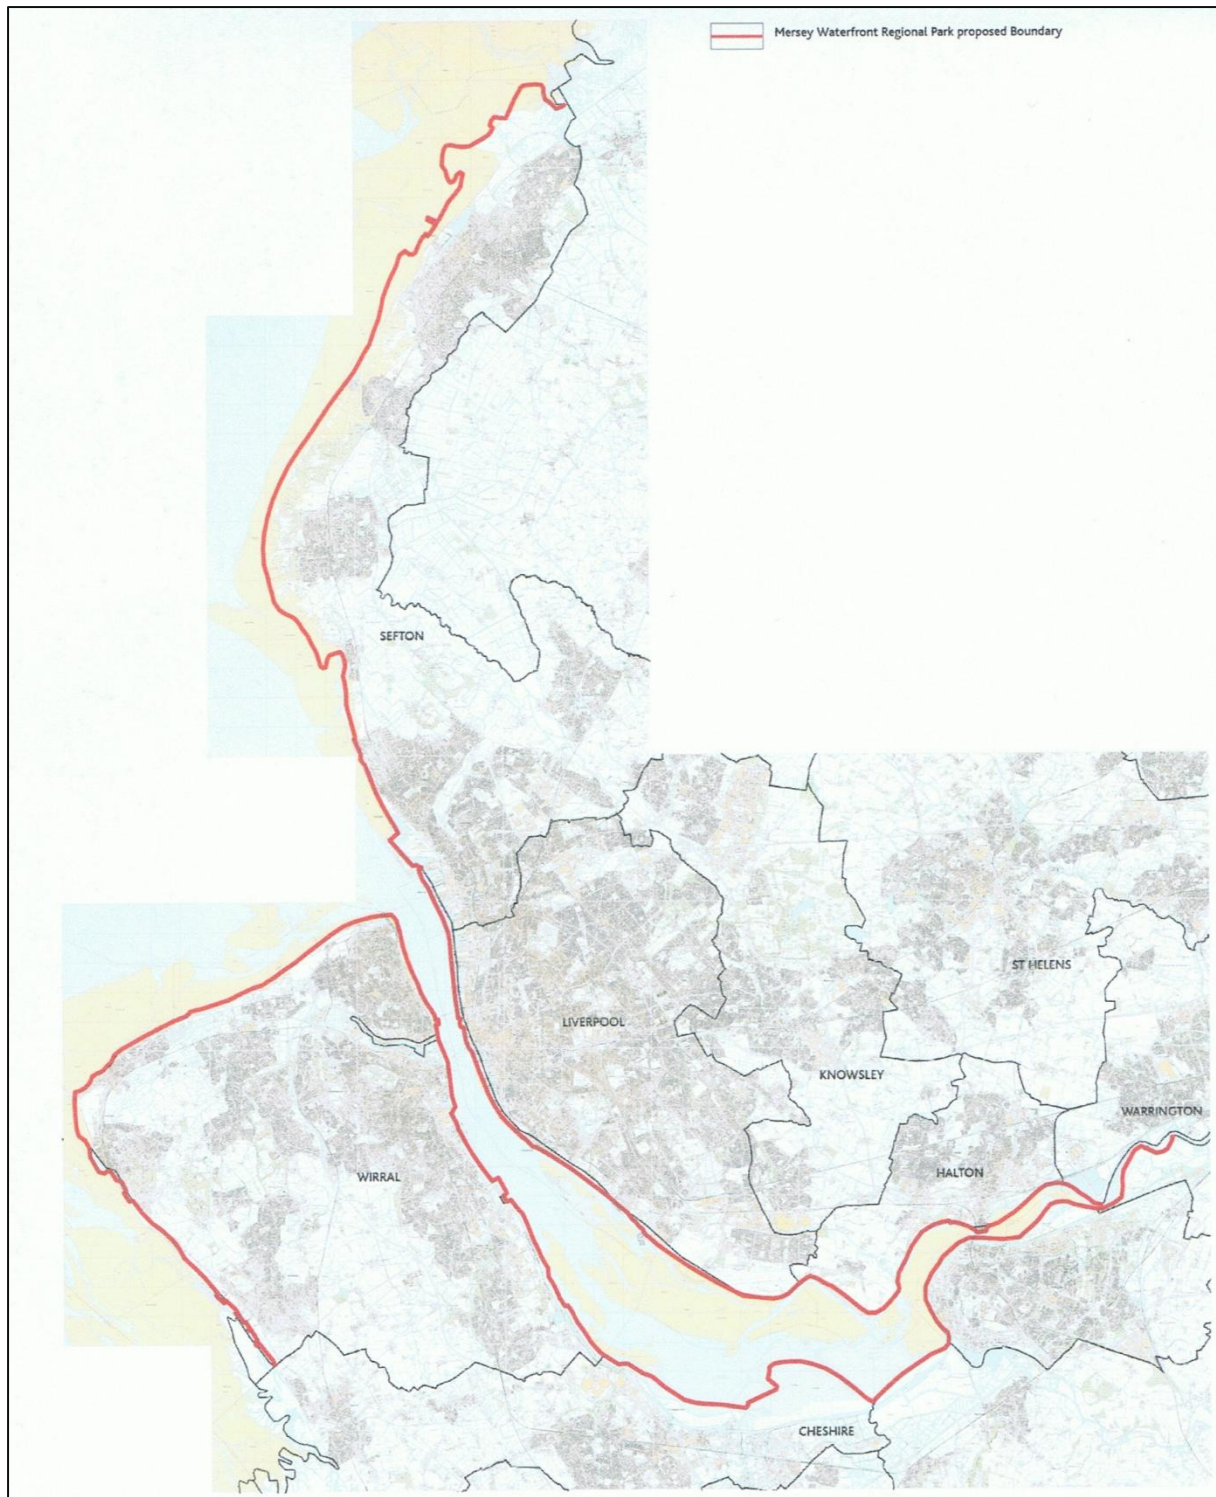 Mersey Waterfront Regional Park proposed Boundary
SEFTON
ST HELENS
LIVERPOOL
KNOWSLEY
WARRINGTON
HALTON
WIRRAL
CHESHIRE